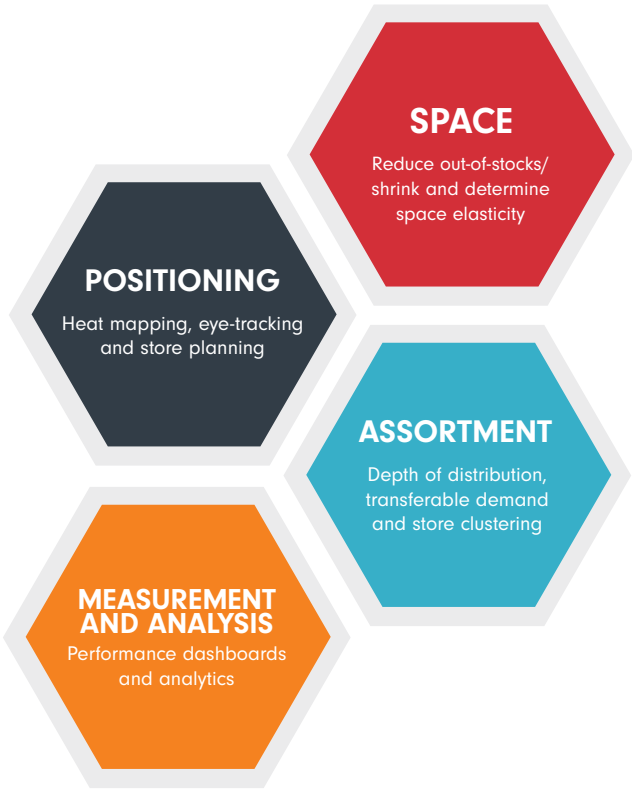 SPACE
Reduce out-of-stocks/
shrink and determine
space elasticity
POSITIONING
Heat mapping, eye-tracking
and store planning
ASSORTMENT
Depth of distribution,
transferable demand
and store clustering
MEASUREMENT
AND ANALYSIS
Performance dashboards
and analytics